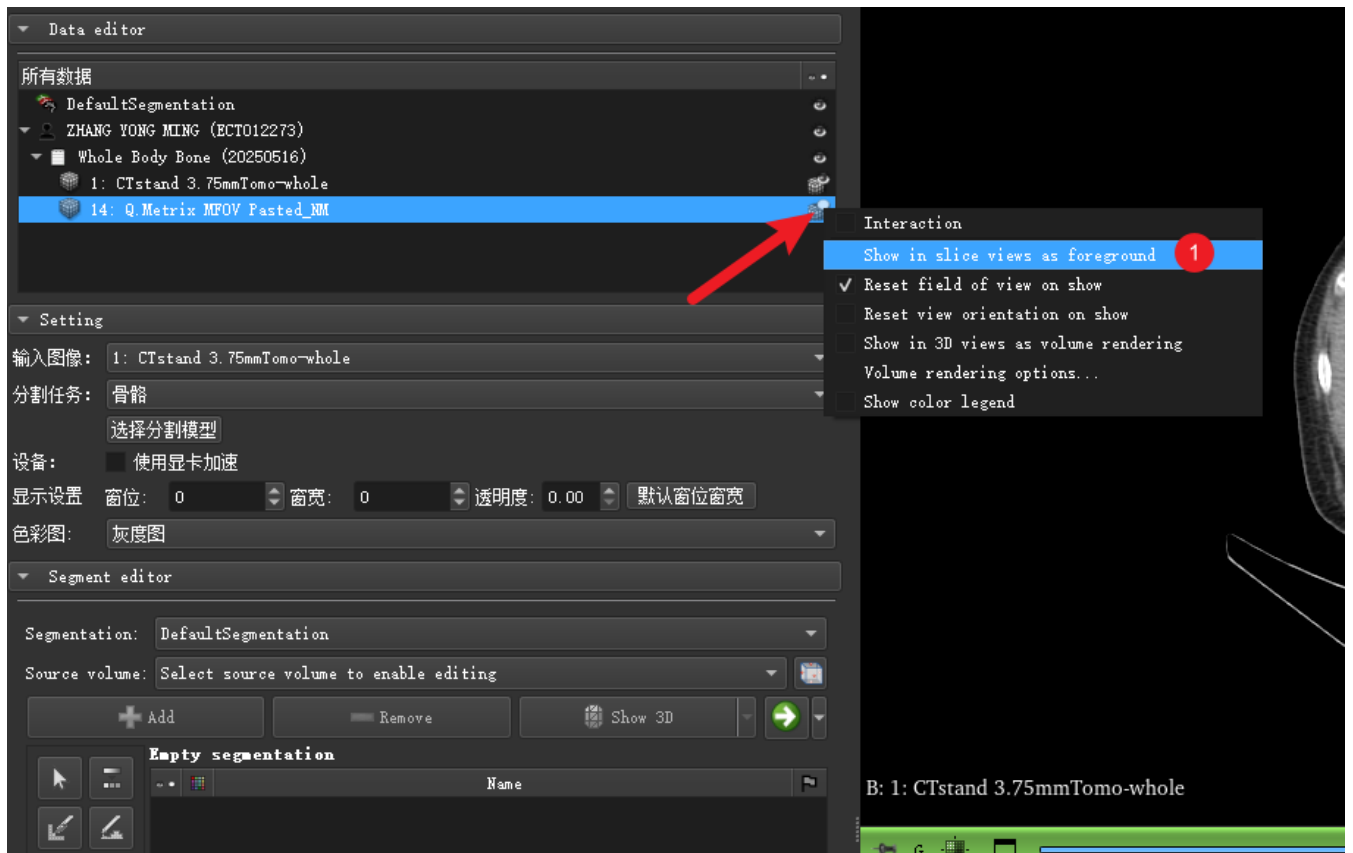 Data editor
所有数据
DefaultSegmentation
ZHANG YONG MING (ECT012273)
Whole Body Bone (20250516)
1: CTstand 3.75mmTomo-whole
14: Q.Metrix MFOV Pasted_NM
Interaction
Show in slice views as foreground
1
Reset field of view on show
Reset view orientation on show
Show in 3D views as volume rendering
Volume rendering options...
Show color legend
Setting
输入图像: 1: CTstand 3.75mmTomo-whole
分割任务: 骨骼
选择分割模型
设备: 使用显卡加速
显示设置 窗位: 0 窗宽: 0 透明度: 0.00 默认窗位窗宽
色彩图: 灰度图
Segment editor
Segmentation: DefaultSegmentation
Source volume: Select source volume to enable editing
Add Remove Show 3D
Empty segmentation
Name
B: 1: CTstand 3.75mmTomo-whole
G